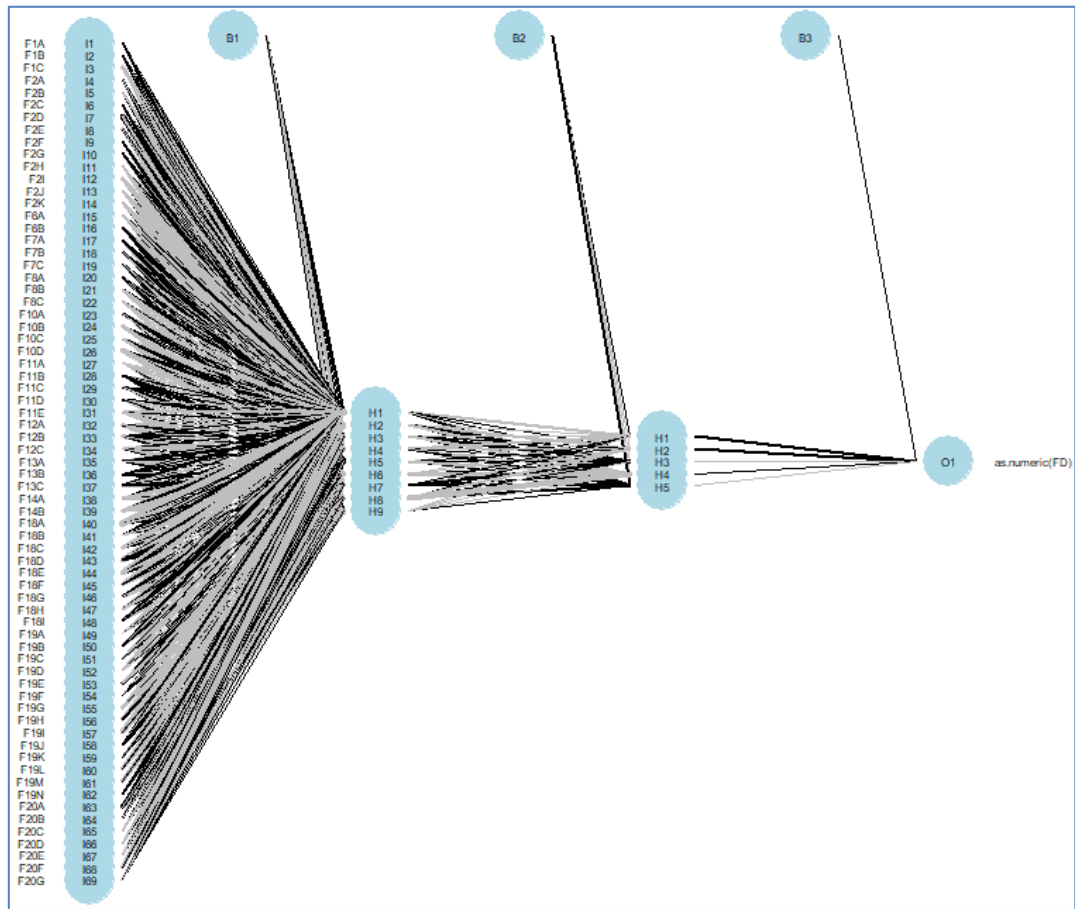 B1 B2 B3
F1A I1
F1B I2
F1C I3
F2A I4
F2B I5
F2C I6
F2D I7
F2E I8
F2F I9
F2G I10
F2H I11
F2I I12
F2J I13
F2K I14
F6A I15
F6B I16
F7A I17
F7B I18
F7C I19
F8A I20
F8B I21
F8C I22
F10A I23
F10B I24
F10C I25
F10D I26
F11A I27
F11B I28
F11C I29
F11D I30
F11E I31
F12A I32
F12B I33
F12C I34
F13A I35
F13B I36
F13C I37
F14A I38
F14B I39
F18A I40
F18B I41
F18C I42
F18D I43
F18E I44
F18F I45
F18G I46
F18H I47
F18I I48
F19A I49
F19B I50
F19C I51
F19D I52
F19E I53
F19F I54
F19G I55
F19H I56
F19I I57
F19J I58
F19K I59
F19L I60
F19M I61
F19N I62
F20A I63
F20B I64
F20C I65
F20D I66
F20E I67
F20F I68
F20G I69
H1
H2
H3
H4
H5
H6
H7
H8
H9
H1
H2
H3
H4
H5
O1 as.numeric(FD)